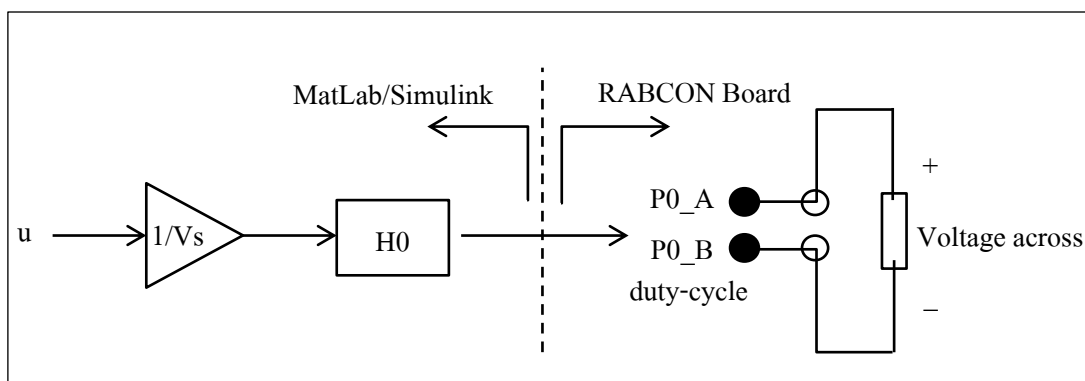 MatLab/Simulink
RABCON Board
u
1/Vs
H0
P0_A
P0_B
duty-cycle
+
Voltage across
−